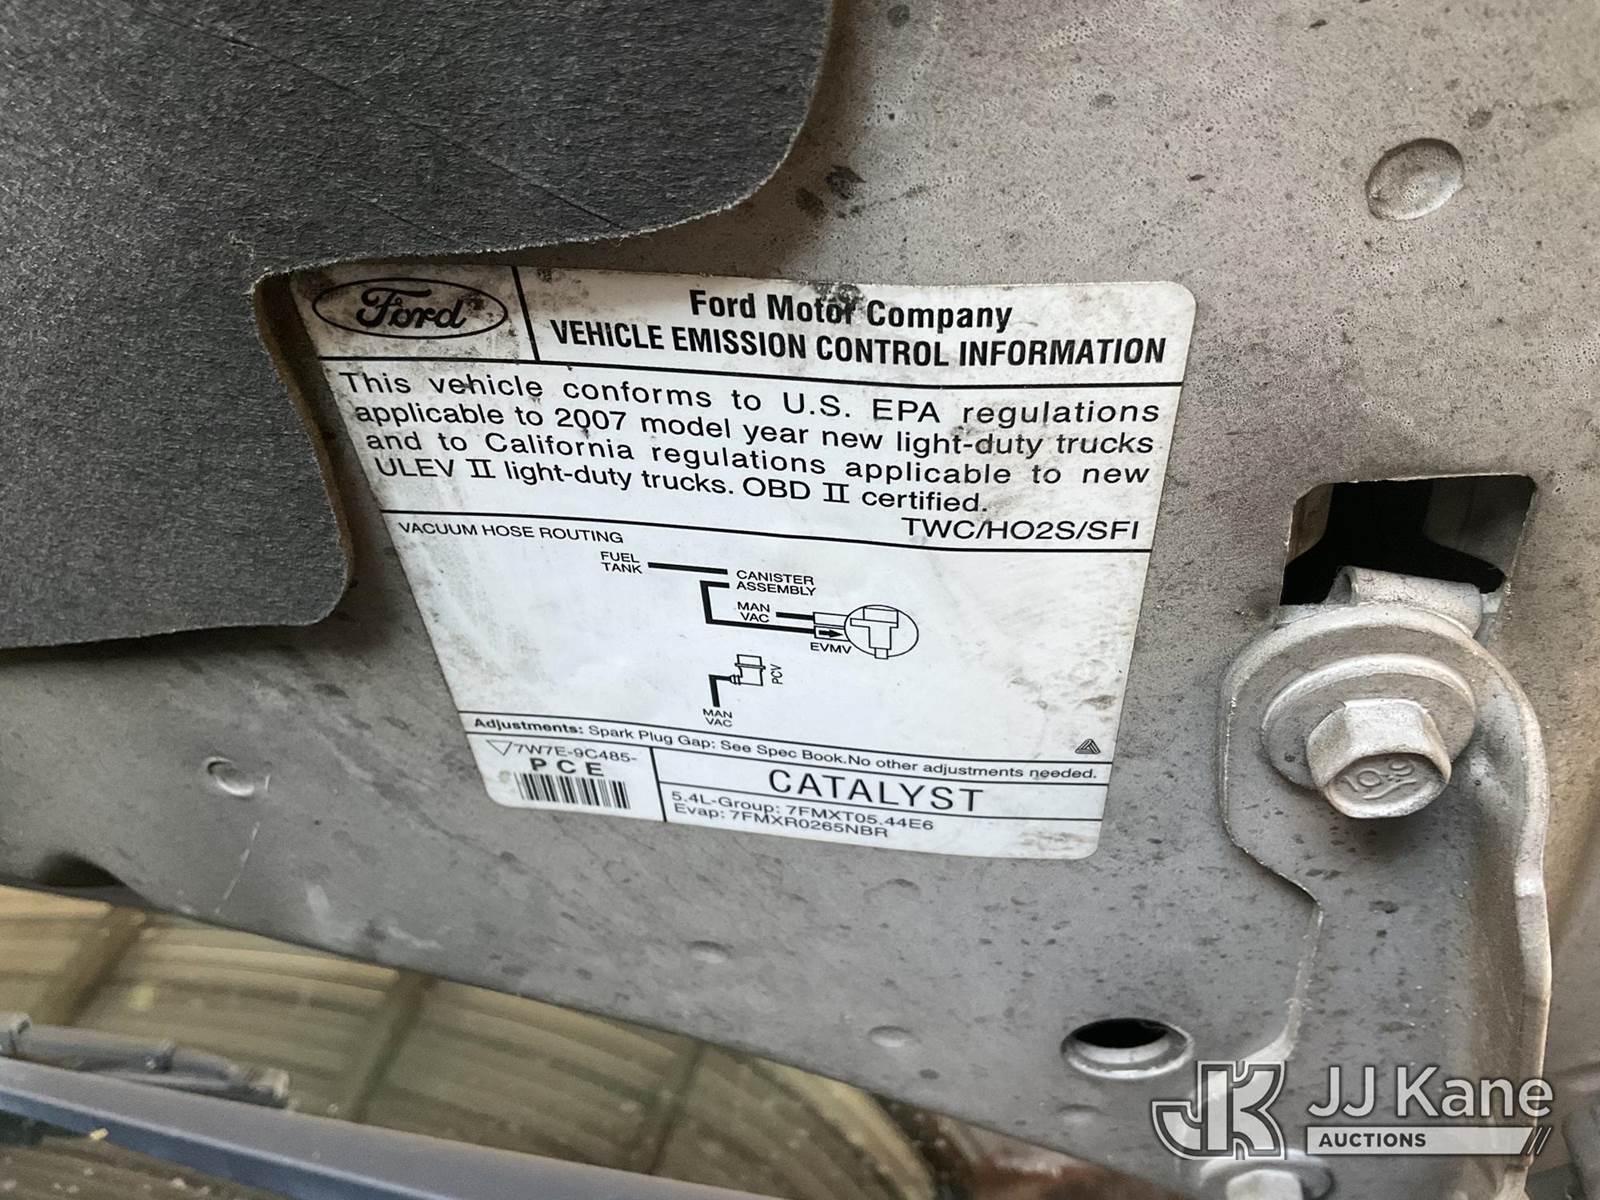 Ford
Ford Motor Company
VEHICLE EMISSION CONTROL INFORMATION
This vehicle conforms to U.S. EPA regulations
applicable to 2007 model year new light-duty trucks
and to California regulations applicable to new
ULEV II light-duty trucks. OBD II certified.
TWC/HO2S/SFI
VACUUM HOSE ROUTING
FUEL
TANK
CANISTER
ASSEMBLY
MAN
VAC
EVMV
PCV
MAN
VAC
Adjustments: Spark Plug Gap: See Spec Book.No other adjustments needed.
7W7E-9C485-
PCE
CATALYST
5.4L-Group: 7FMXT05.44E6
Evap: 7FMXR0265NBR
10.9
JK JJ Kane
AUCTIONS